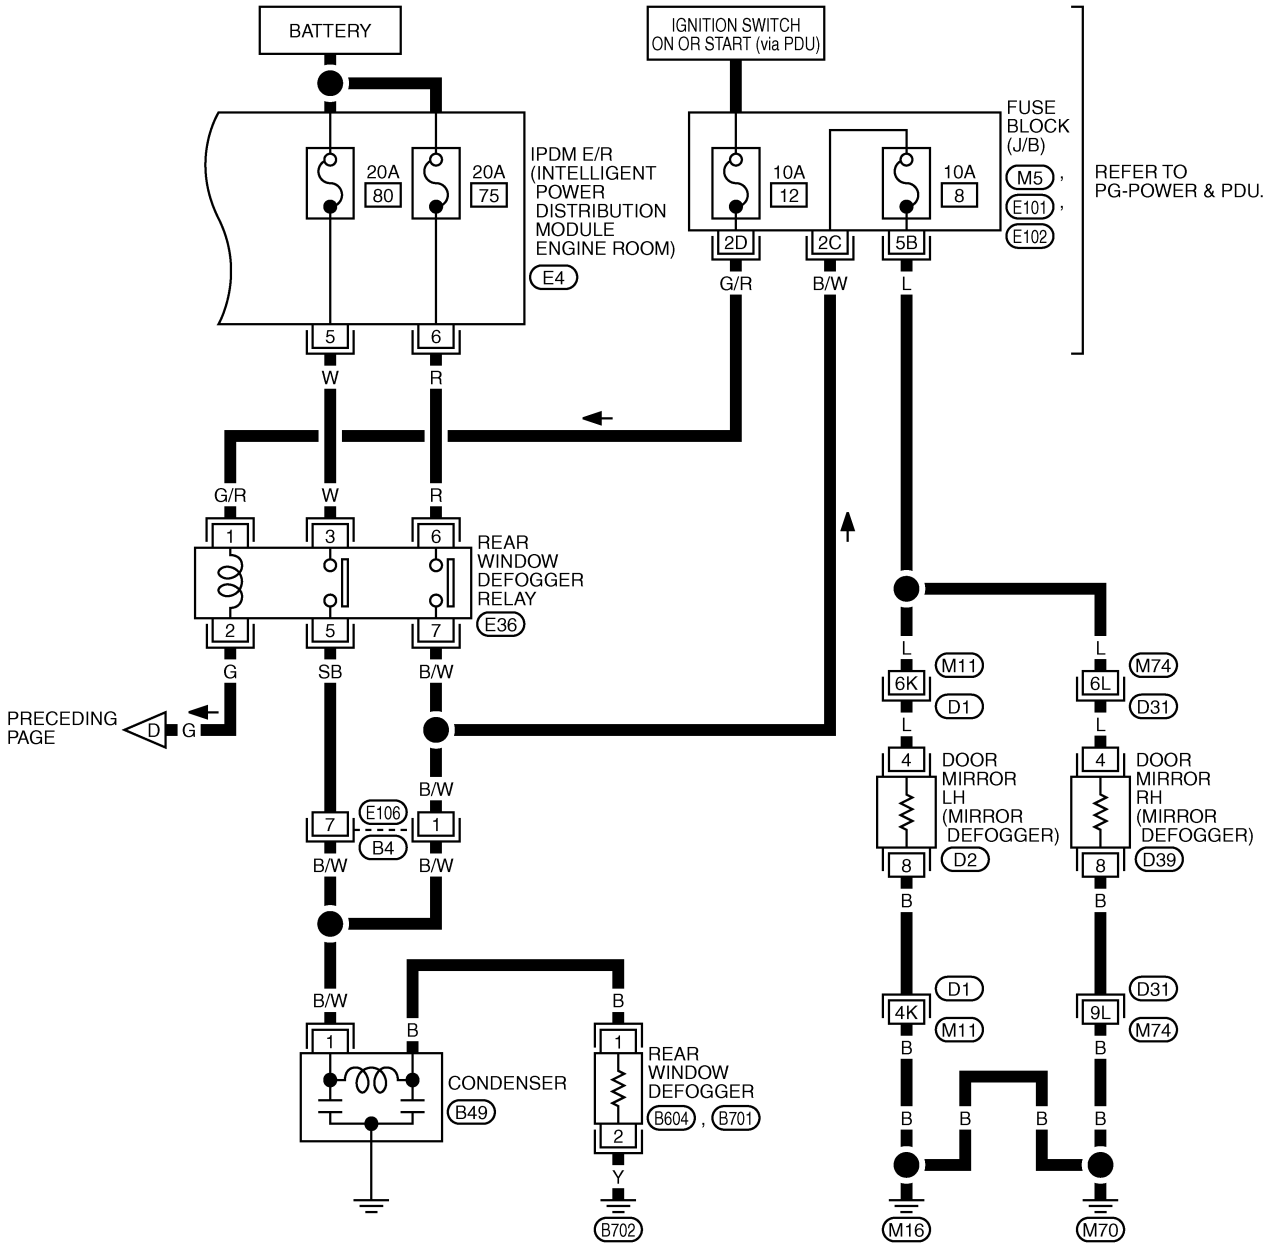 BATTERY
IGNITION SWITCH
ON OR START (via PDU)
20A
80
20A
75
IPDM E/R
(INTELLIGENT
POWER
DISTRIBUTION
MODULE
ENGINE ROOM)
E4
10A
12
10A
8
FUSE
BLOCK
(J/B)
M5 ,
E101 ,
E102
REFER TO
PG-POWER & PDU.
2D
2C
5B
G/R
B/W
L
5
6
W
R
G/R
W
R
1
3
6
REAR
WINDOW
DEFOGGER
RELAY
E36
2
5
7
G
SB
B/W
PRECEDING
PAGE
D
G
B/W
7
E106
B4
1
B/W
B/W
B/W
B
B
1
1
CONDENSER
B49
REAR
WINDOW
DEFOGGER
B604 , B701
2
Y
B702
L
L
6K
M11
D1
6L
M74
D31
L
L
4
DOOR
MIRROR
LH
(MIRROR
DEFOGGER)
D2
8
4
DOOR
MIRROR
RH
(MIRROR
DEFOGGER)
D39
8
B
B
4K
D1
M11
9L
D31
M74
B
B
B
B
B
B
M16
M70